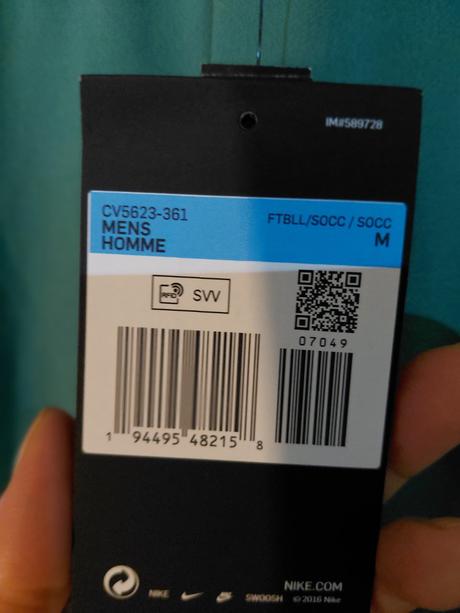 IM#589728
CV5623-361
MENS
HOMME
FTBLL/SOCC / SOCC
M
RFID
SVV
07049
1 94495 48215 8
NIKE.COM
NIKE SWOOSH © 2016 Nike